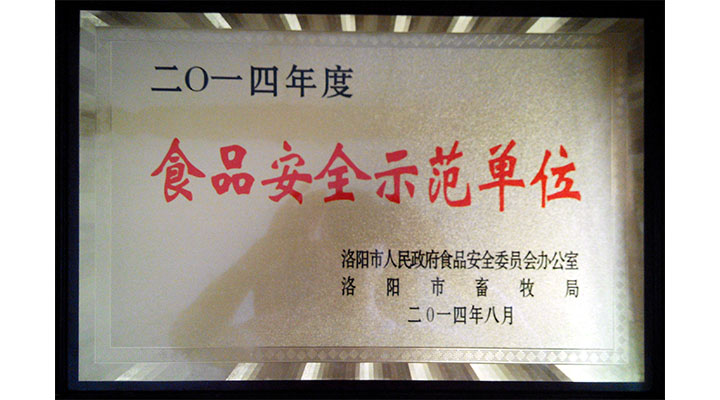 二〇一四年度
食品安全示范单位
洛阳市人民政府食品安全委员会办公室
洛阳市畜牧局
二〇一四年八月